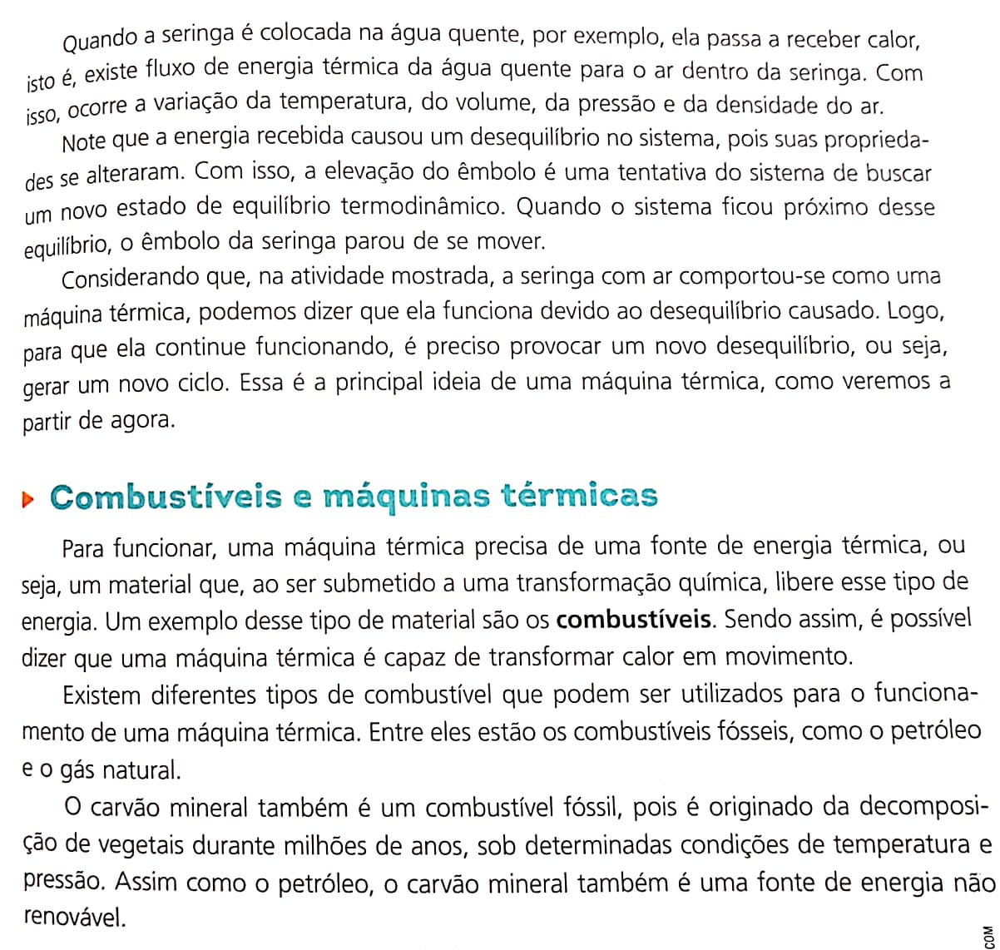 Quando a seringa é colocada na água quente, por exemplo, ela passa a receber calor,
isto é, existe fluxo de energia térmica da água quente para o ar dentro da seringa. Com
isso, ocorre a variação da temperatura, do volume, da pressão e da densidade do ar.
Note que a energia recebida causou um desequilíbrio no sistema, pois suas proprieda-
des se alteraram. Com isso, a elevação do êmbolo é uma tentativa do sistema de buscar
um novo estado de equilíbrio termodinâmico. Quando o sistema ficou próximo desse
equilíbrio, o êmbolo da seringa parou de se mover.
Considerando que, na atividade mostrada, a seringa com ar comportou-se como uma
máquina térmica, podemos dizer que ela funciona devido ao desequilíbrio causado. Logo,
para que ela continue funcionando, é preciso provocar um novo desequilíbrio, ou seja,
gerar um novo ciclo. Essa é a principal ideia de uma máquina térmica, como veremos a
partir de agora.
Combustíveis e máquinas térmicas
Para funcionar, uma máquina térmica precisa de uma fonte de energia térmica, ou
seja, um material que, ao ser submetido a uma transformação química, libere esse tipo de
energia. Um exemplo desse tipo de material são os combustíveis. Sendo assim, é possível
dizer que uma máquina térmica é capaz de transformar calor em movimento.
Existem diferentes tipos de combustível que podem ser utilizados para o funciona-
mento de uma máquina térmica. Entre eles estão os combustíveis fósseis, como o petróleo
e o gás natural.
O carvão mineral também é um combustível fóssil, pois é originado da decomposi-
ção de vegetais durante milhões de anos, sob determinadas condições de temperatura e
pressão. Assim como o petróleo, o carvão mineral também é uma fonte de energia não
renovável.
COM